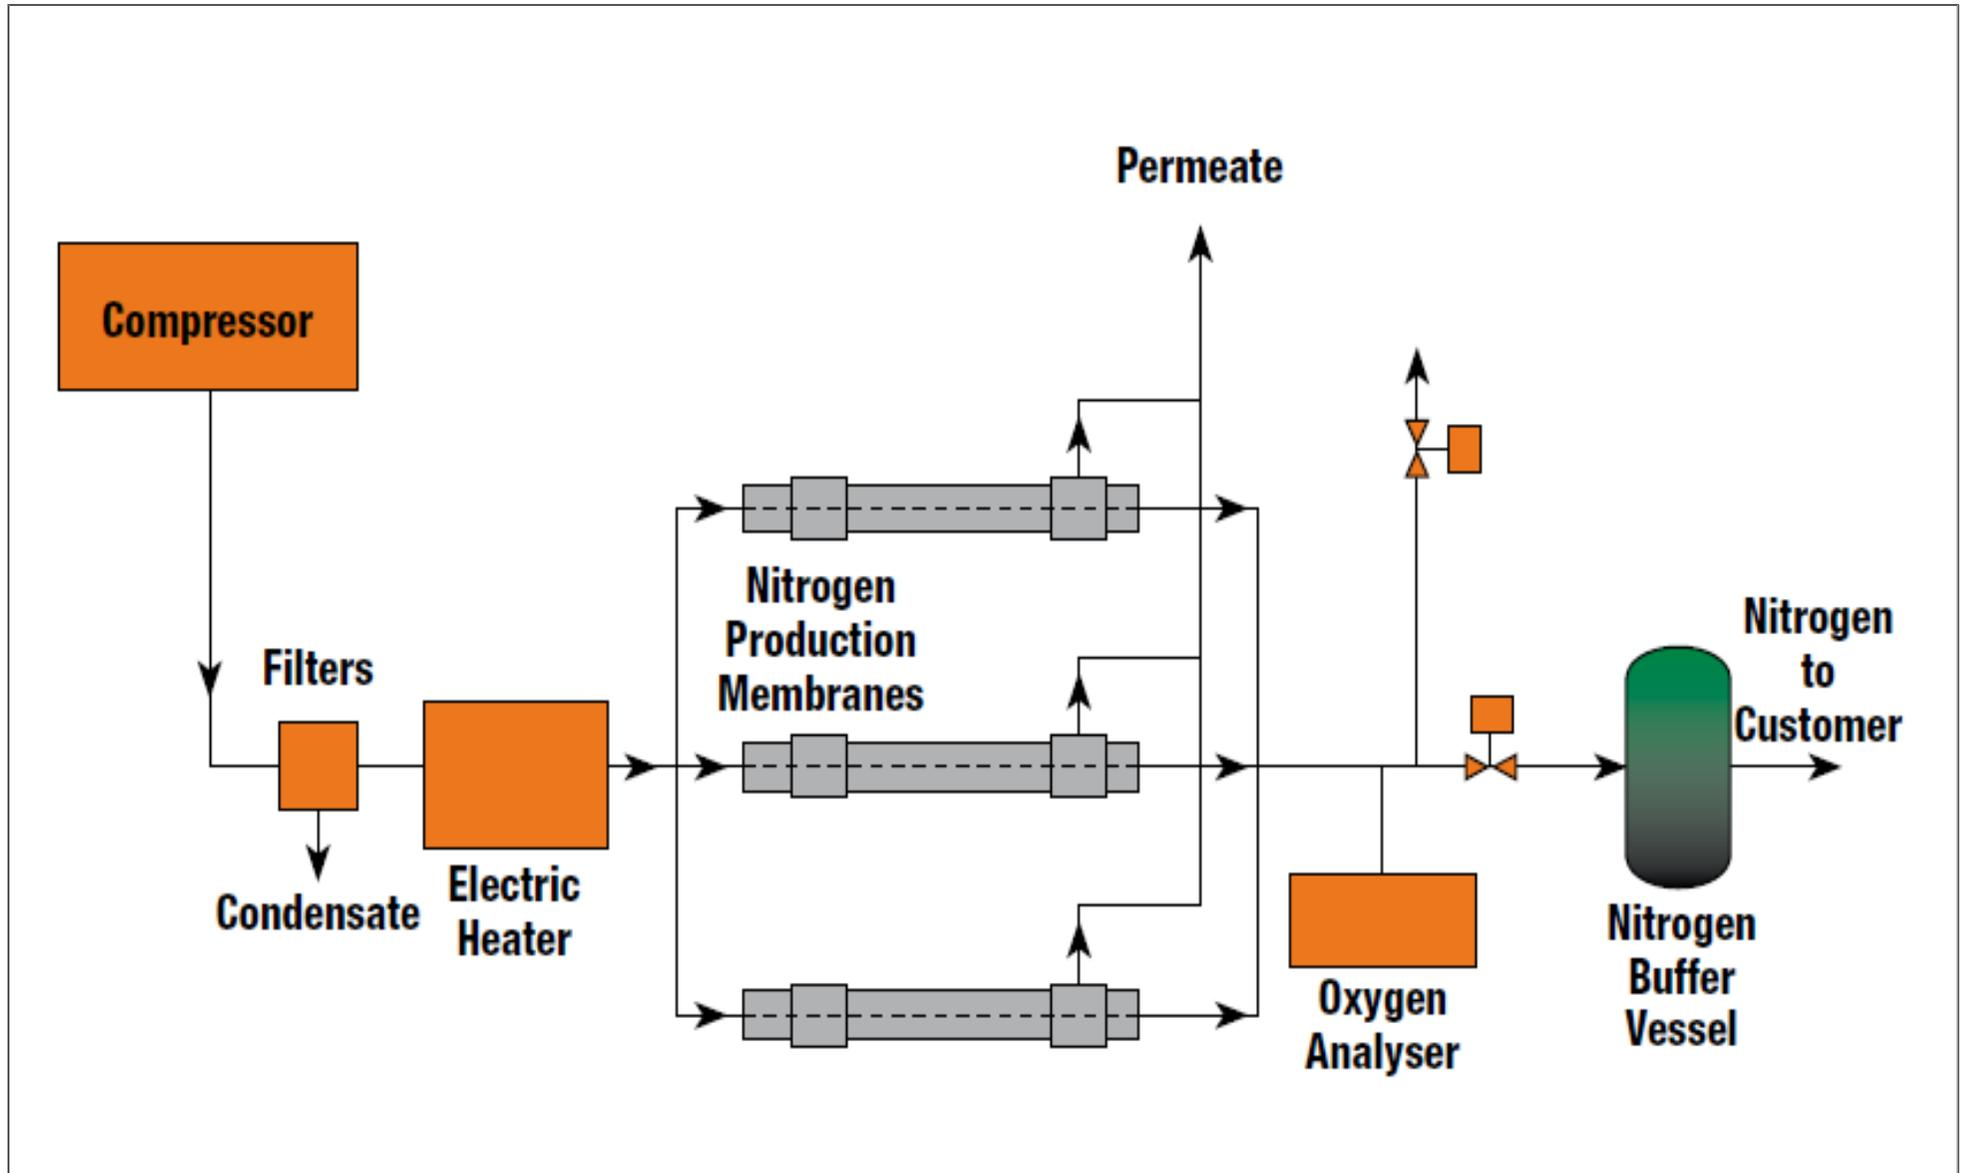 Permeate
Compressor
Filters
Nitrogen
Production
Membranes
Nitrogen
to
Customer
Condensate
Electric
Heater
Oxygen
Analyser
Nitrogen
Buffer
Vessel